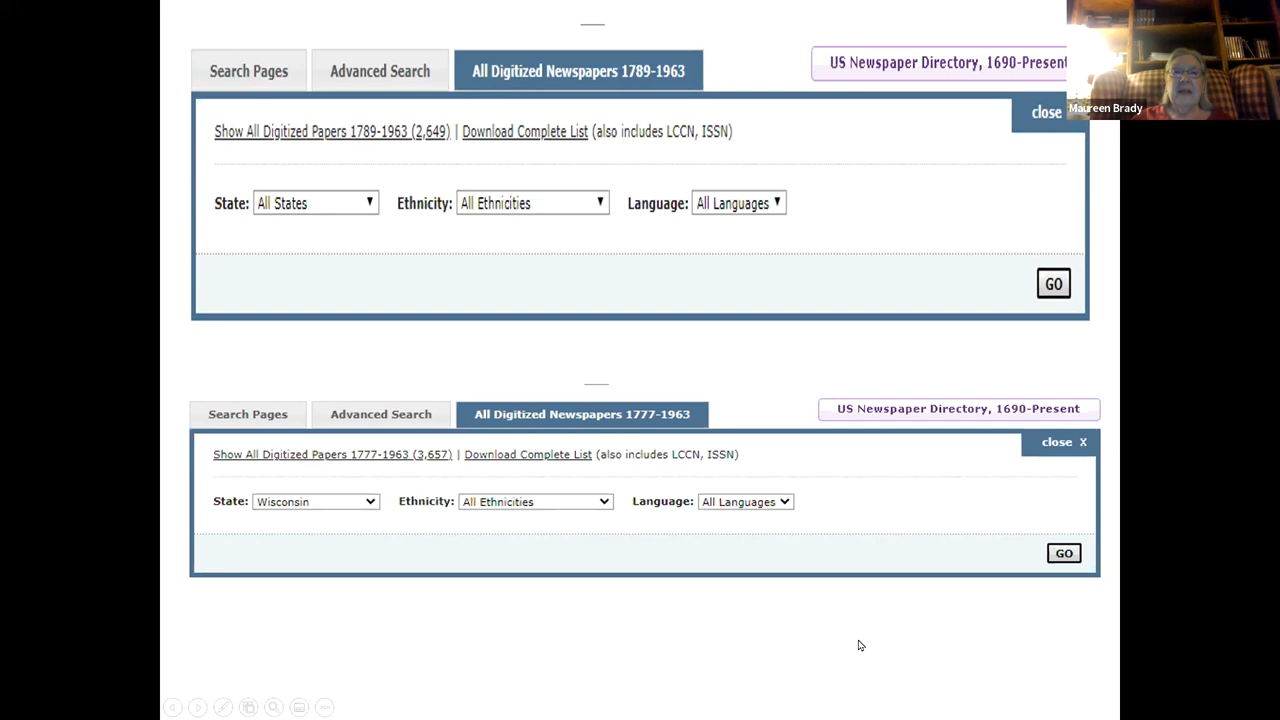 Search Pages Advanced Search All Digitized Newspapers 1789-1963 US Newspaper Directory, 1690-Present
Maureen Brady
close
Show All Digitized Papers 1789-1963 (2,649) | Download Complete List (also includes LCCN, ISSN)
State: All States Ethnicity: All Ethnicities Language: All Languages
GO
Search Pages Advanced Search All Digitized Newspapers 1777-1963 US Newspaper Directory, 1690-Present
close X
Show All Digitized Papers 1777-1963 (3,657) | Download Complete List (also includes LCCN, ISSN)
State: Wisconsin Ethnicity: All Ethnicities Language: All Languages
GO